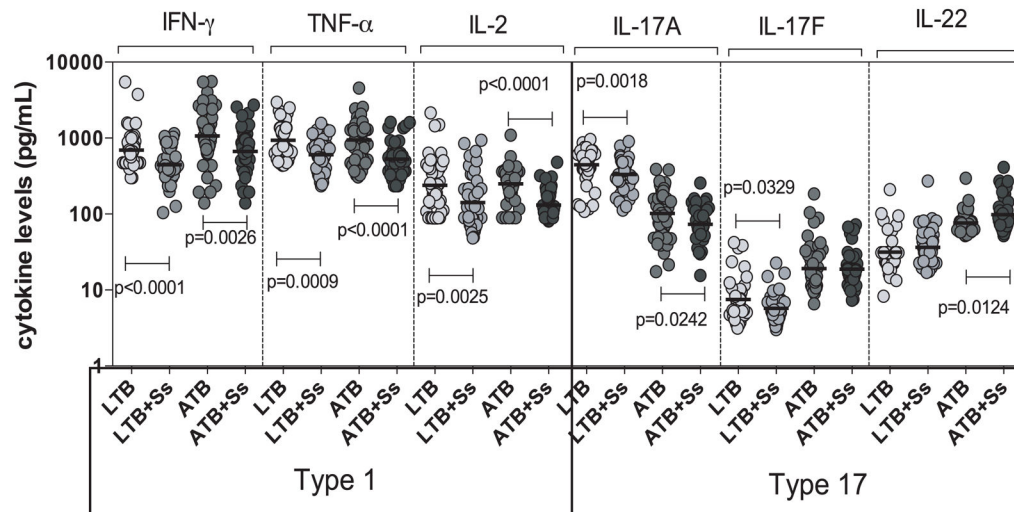 IFN-γ TNF-α IL-2 IL-17A IL-17F IL-22
cytokine levels (pg/mL)
10000
1000
100
10
1
p<0.0001
p=0.0026
p=0.0009
p<0.0001
p=0.0025
p<0.0001
p=0.0018
p=0.0242
p=0.0329
p=0.0124
LTB LTB+Ss ATB ATB+Ss LTB LTB+Ss ATB ATB+Ss LTB LTB+Ss ATB ATB+Ss LTB LTB+Ss ATB ATB+Ss LTB LTB+Ss ATB ATB+Ss LTB LTB+Ss ATB ATB+Ss
Type 1 Type 17